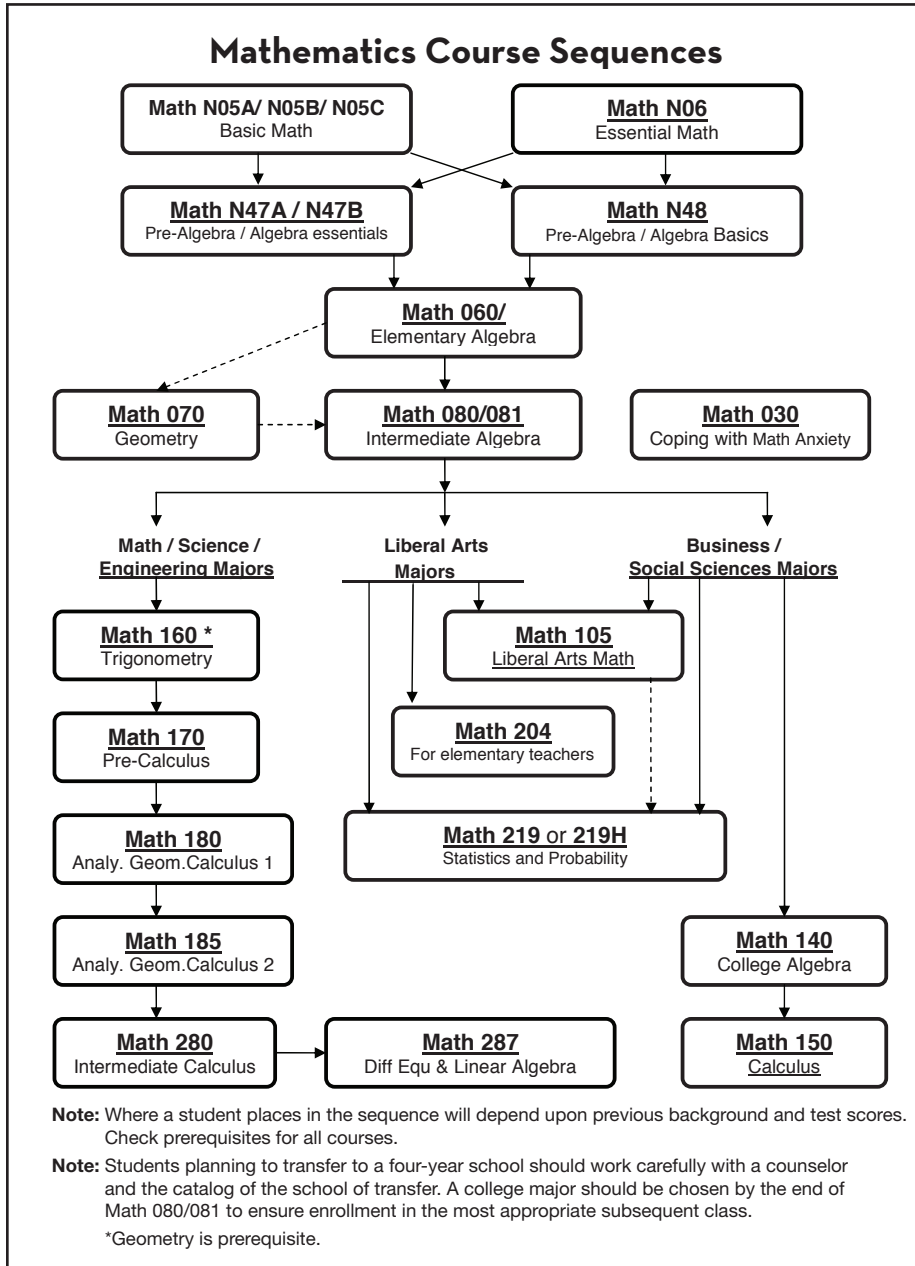 Mathematics Course Sequences
Math N05A/ N05B/ N05C
Basic Math
Math N06
Essential Math
Math N47A / N47B
Pre-Algebra / Algebra essentials
Math N48
Pre-Algebra / Algebra Basics
Math 060/
Elementary Algebra
Math 070
Geometry
Math 080/081
Intermediate Algebra
Math 030
Coping with Math Anxiety
Math / Science /
Engineering Majors
Liberal Arts
Majors
Business /
Social Sciences Majors
Math 160 *
Trigonometry
Math 105
Liberal Arts Math
Math 170
Pre-Calculus
Math 204
For elementary teachers
Math 180
Analy. Geom.Calculus 1
Math 219 or 219H
Statistics and Probability
Math 185
Analy. Geom.Calculus 2
Math 140
College Algebra
Math 280
Intermediate Calculus
Math 287
Diff Equ & Linear Algebra
Math 150
Calculus
Note: Where a student places in the sequence will depend upon previous background and test scores.
Check prerequisites for all courses.
Note: Students planning to transfer to a four-year school should work carefully with a counselor
and the catalog of the school of transfer. A college major should be chosen by the end of
Math 080/081 to ensure enrollment in the most appropriate subsequent class.
*Geometry is prerequisite.